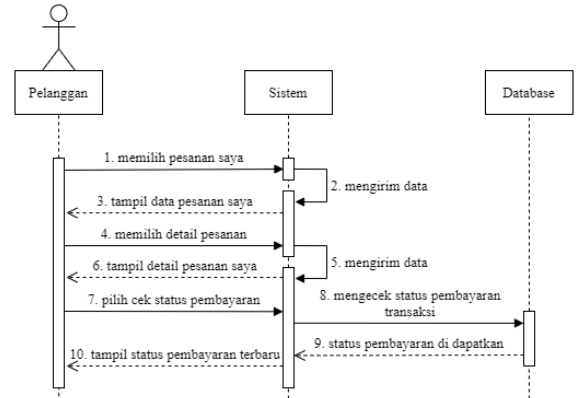 Pelanggan
Sistem
Database
1. memilih pesanan saya
2. mengirim data
3. tampil data pesanan saya
4. memilih detail pesanan
5. mengirim data
6. tampil detail pesanan saya
7. pilih cek status pembayaran
8. mengecek status pembayaran
transaksi
9. status pembayaran di dapatkan
10. tampil status pembayaran terbaru